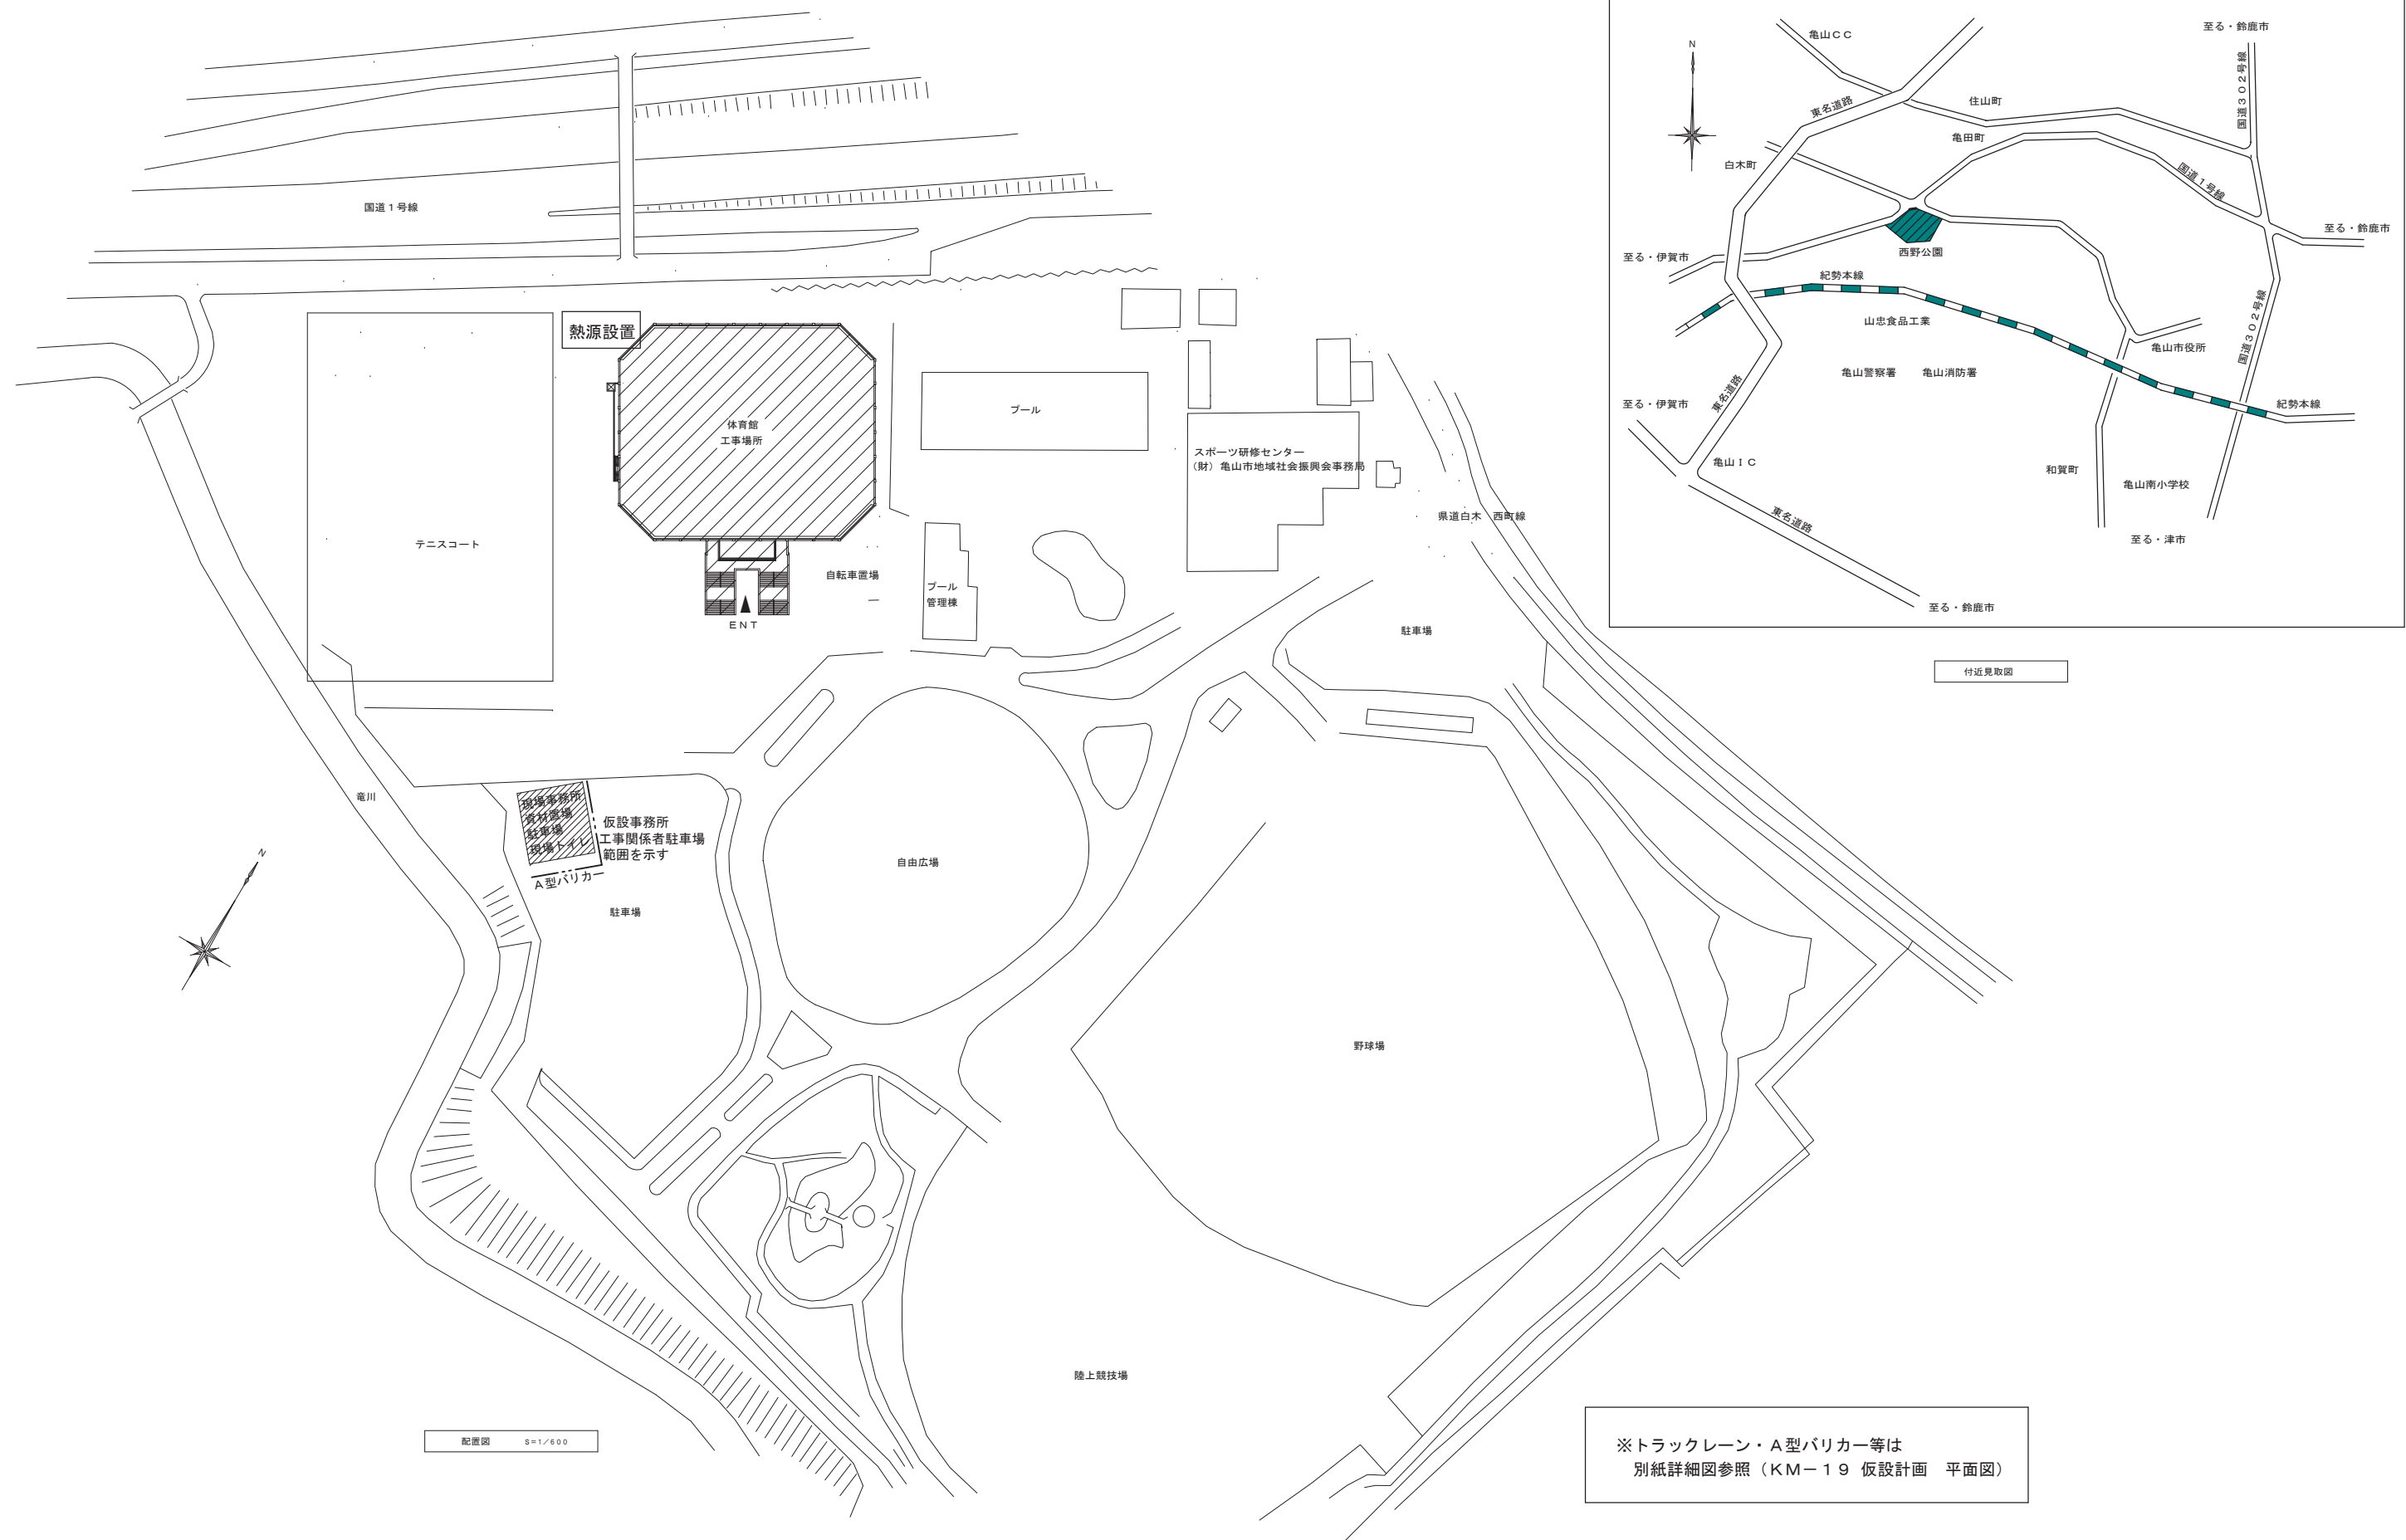 国道１号線
熱源設置
体育館
工事場所
プール
スポーツ研修センター
（財）亀山市地域社会振興会事務局
県道白木　西町線
テニスコート
自転車置場
プール
管理棟
ＥＮＴ
駐車場
竜川
現場事務所
資材置場
駐車場
現場トイレ
仮設事務所
工事関係者駐車場
範囲を示す
Ａ型バリカー
駐車場
自由広場
N
野球場
陸上競技場
配置図　S=1/600
N
亀山ＣＣ
至る・鈴鹿市
国道３０２号線
東名道路
住山町
亀田町
白木町
国道１号線
至る・鈴鹿市
西野公園
至る・伊賀市
紀勢本線
山忠食品工業
国道３０２号線
亀山市役所
亀山警察署　亀山消防署
東名道路
至る・伊賀市
紀勢本線
亀山ＩＣ
和賀町
亀山南小学校
東名道路
至る・津市
至る・鈴鹿市
付近見取図
※トラックレーン・Ａ型バリカー等は
別紙詳細図参照（ＫＭ－１９ 仮設計画　平面図）